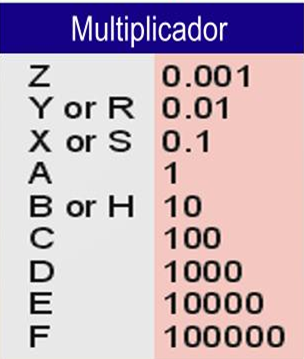 Multiplicador
Z 0.001
Y or R 0.01
X or S 0.1
A 1
B or H 10
C 100
D 1000
E 10000
F 100000